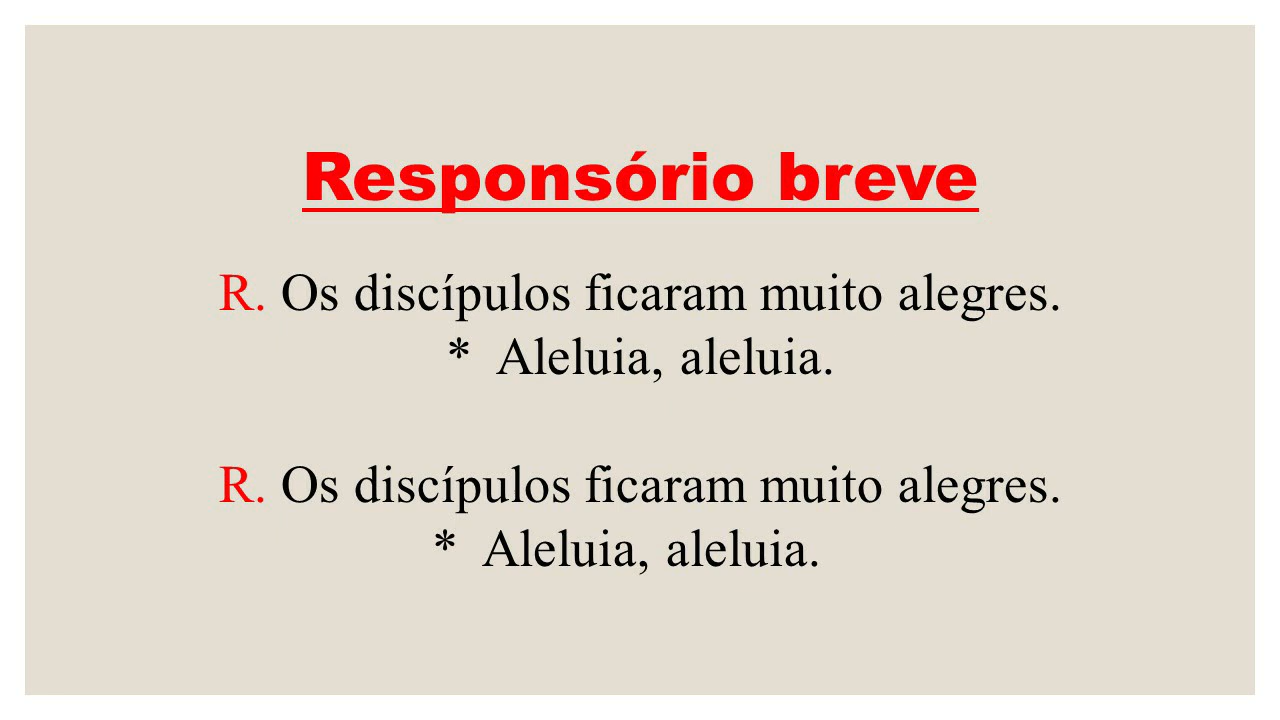 Responsório breve
R. Os discípulos ficaram muito alegres.
* Aleluia, aleluia.
R. Os discípulos ficaram muito alegres.
* Aleluia, aleluia.